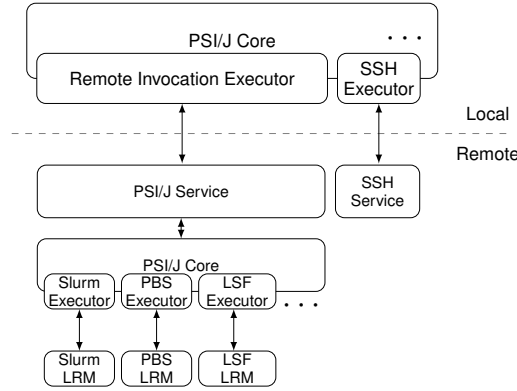 PSI/J Core
. . .
Remote Invocation Executor
SSH
Executor
Local
Remote
PSI/J Service
SSH
Service
PSI/J Core
Slurm
Executor
PBS
Executor
LSF
Executor
. . .
Slurm
LRM
PBS
LRM
LSF
LRM